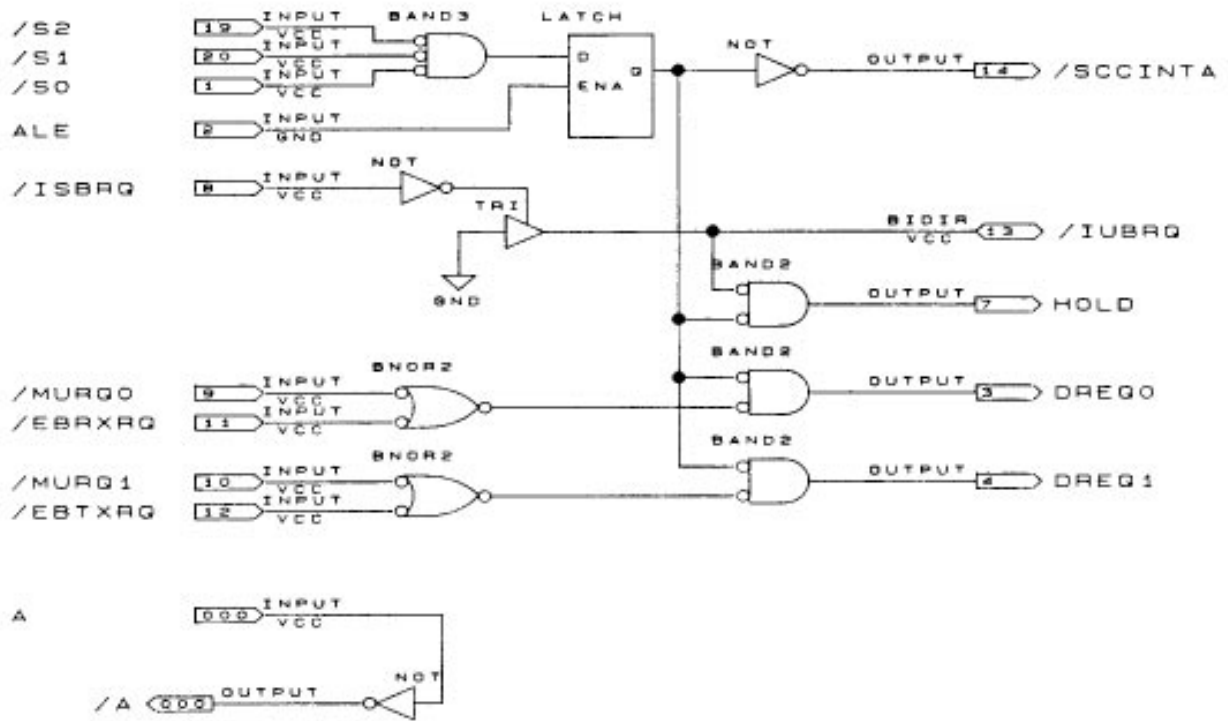 INPUT BAND3 LATCH
/S2 19 VCC
INPUT NOT
/S1 20 VCC D Q OUTPUT 14 /SCCINTA
INPUT
/S0 1 VCC ENA
INPUT
ALE 2 GND
NOT
INPUT
/ISBRQ 8 VCC
TRI
BIDIR
13 /IUBRQ
VCC
BAND2
GND
OUTPUT 7 HOLD
BNOR2 BAND2
INPUT
/MURQ0 9 VCC OUTPUT 3 DREQ0
INPUT
/EBRXRQ 11 VCC
BNOR2 BAND2
INPUT
/MURQ1 10 VCC OUTPUT 4 DREQ1
INPUT
/EBTXRQ 12 VCC
INPUT
A 000 VCC
NOT
/A 000 OUTPUT